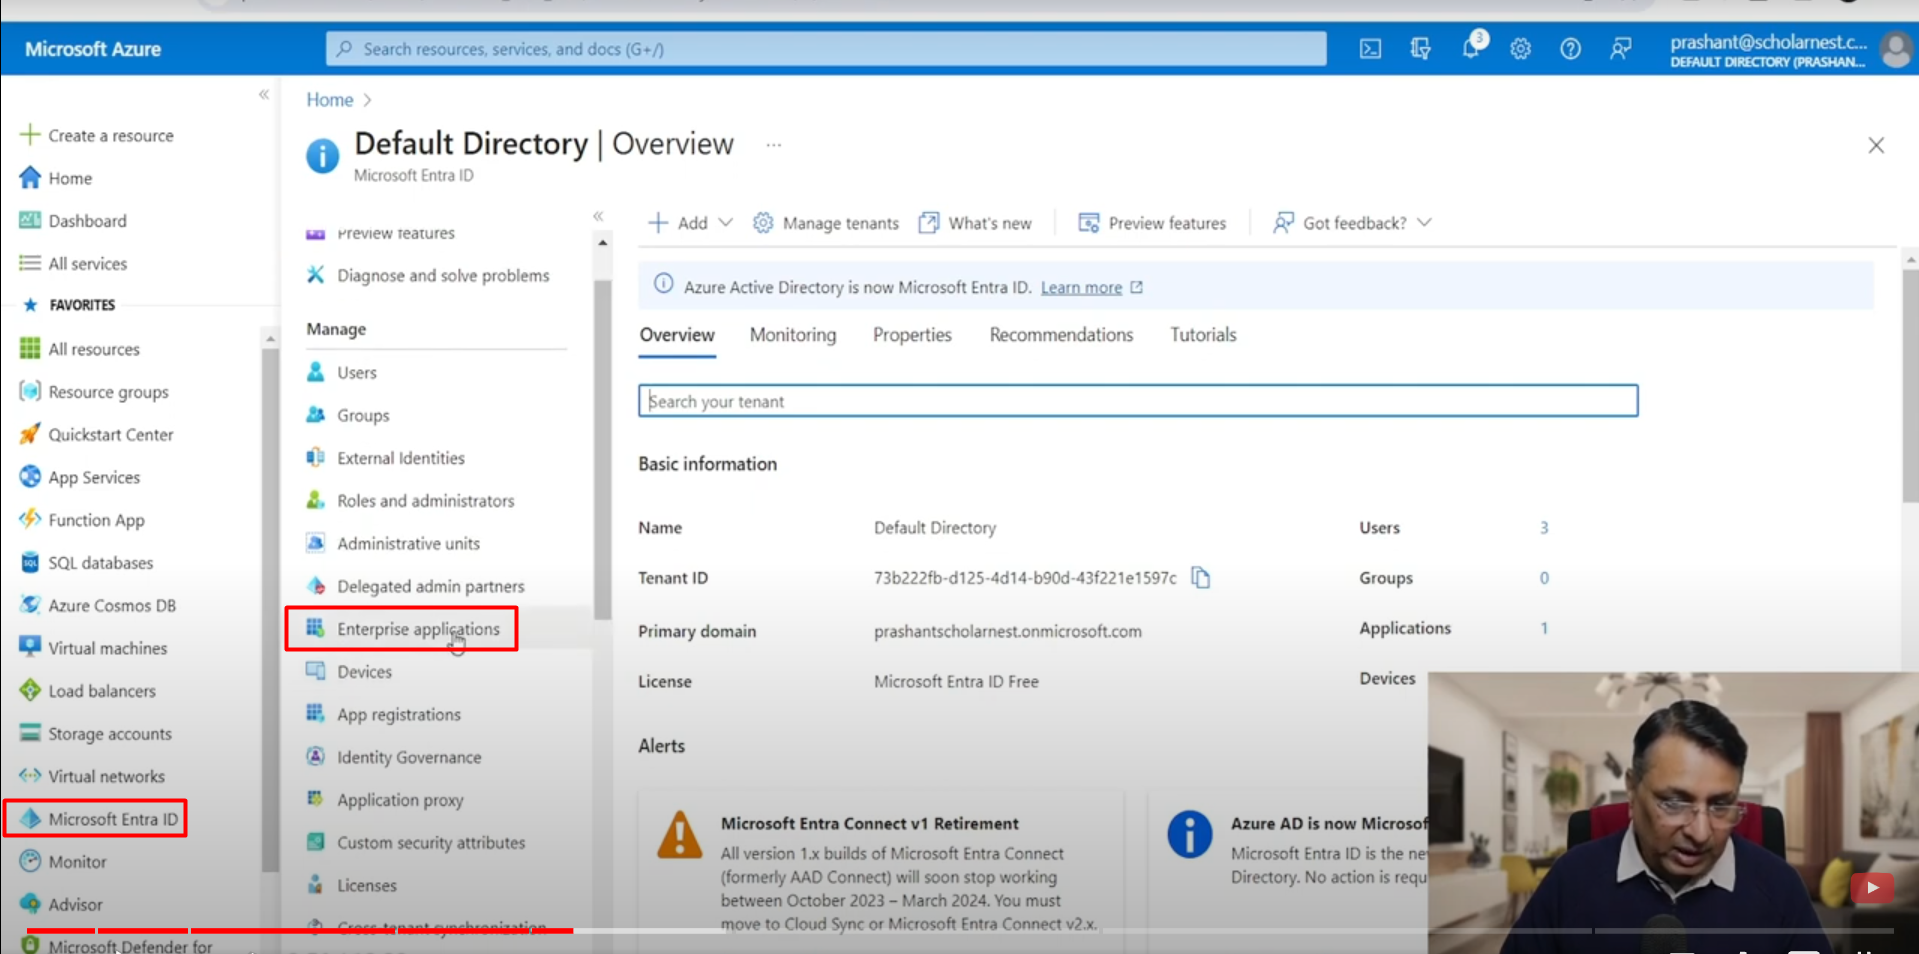 Microsoft Azure
Search resources, services, and docs (G+/)
3
prashant@scholarnest.c...
DEFAULT DIRECTORY (PRASHAN...
Create a resource
Home
Dashboard
All services
FAVORITES
All resources
Resource groups
Quickstart Center
App Services
Function App
SQL databases
Azure Cosmos DB
Virtual machines
Load balancers
Storage accounts
Virtual networks
Microsoft Entra ID
Monitor
Advisor
Microsoft Defender for
Home >
Default Directory | Overview ...
Microsoft Entra ID
Preview features
Diagnose and solve problems
Manage
Users
Groups
External Identities
Roles and administrators
Administrative units
Delegated admin partners
Enterprise applications
Devices
App registrations
Identity Governance
Application proxy
Custom security attributes
Licenses
Cross-tenant synchronization
Add
Manage tenants
What's new
Preview features
Got feedback?
Azure Active Directory is now Microsoft Entra ID. Learn more
Overview
Monitoring
Properties
Recommendations
Tutorials
Search your tenant
Basic information
Name
Default Directory
Users
3
Tenant ID
73b222fb-d125-4d14-b90d-43f221e1597c
Groups
0
Primary domain
prashantscholarnest.onmicrosoft.com
Applications
1
License
Microsoft Entra ID Free
Devices
Alerts
Microsoft Entra Connect v1 Retirement
All version 1.x builds of Microsoft Entra Connect
(formerly AAD Connect) will soon stop working
between October 2023 – March 2024. You must
move to Cloud Sync or Microsoft Entra Connect v2.x.
Azure AD is now Microsof
Microsoft Entra ID is the ne
Directory. No action is requ